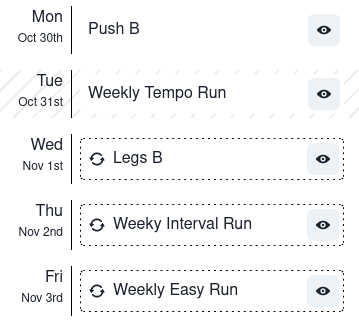 Mon
Oct 30th
Push B
Tue
Oct 31st
Weekly Tempo Run
Wed
Nov 1st
Legs B
Thu
Nov 2nd
Weeky Interval Run
Fri
Nov 3rd
Weekly Easy Run